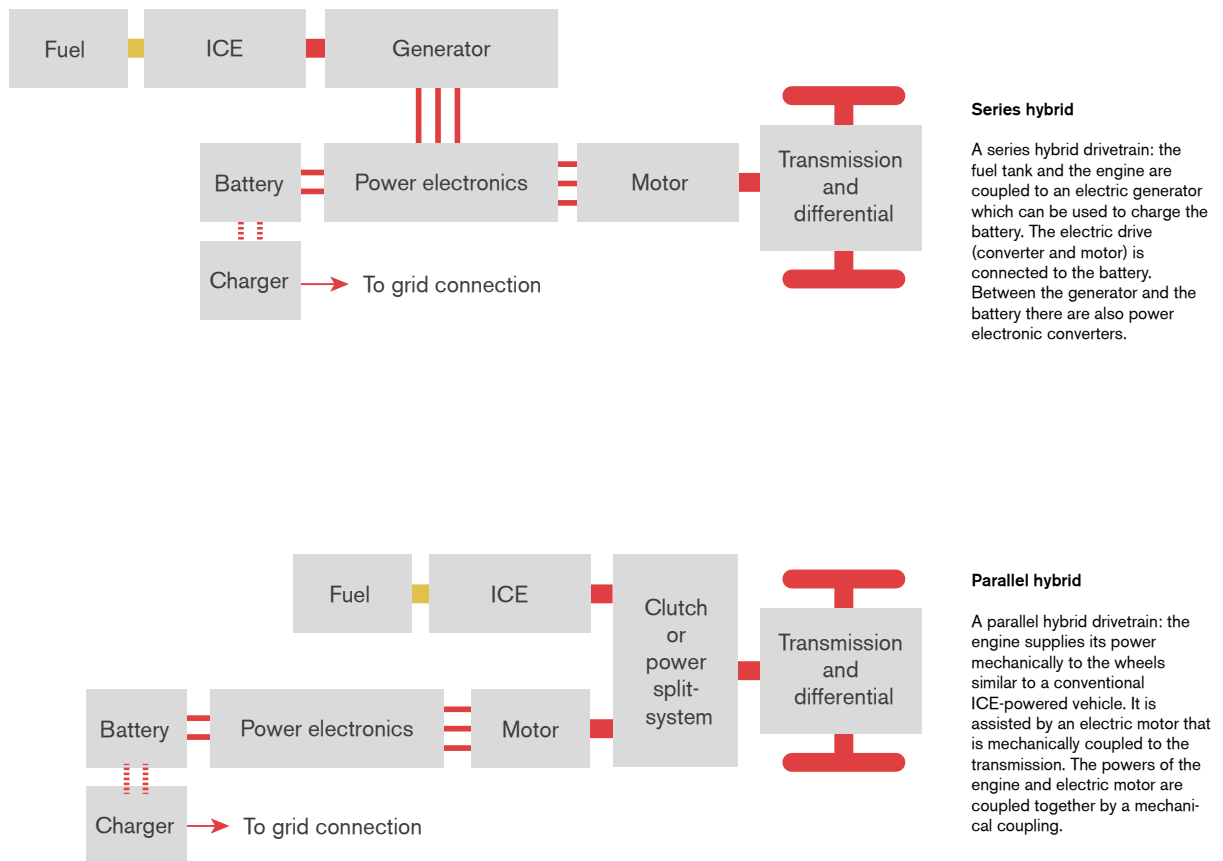 Fuel
ICE
Generator
Battery
Power electronics
Motor
Transmission
and
differential
Charger
To grid connection
Series hybrid
A series hybrid drivetrain: the
fuel tank and the engine are
coupled to an electric generator
which can be used to charge the
battery. The electric drive
(converter and motor) is
connected to the battery.
Between the generator and the
battery there are also power
electronic converters.
Fuel
ICE
Clutch
or
power
split-
system
Transmission
and
differential
Battery
Power electronics
Motor
Charger
To grid connection
Parallel hybrid
A parallel hybrid drivetrain: the
engine supplies its power
mechanically to the wheels
similar to a conventional
ICE-powered vehicle. It is
assisted by an electric motor that
is mechanically coupled to the
transmission. The powers of the
engine and electric motor are
coupled together by a mechani-
cal coupling.